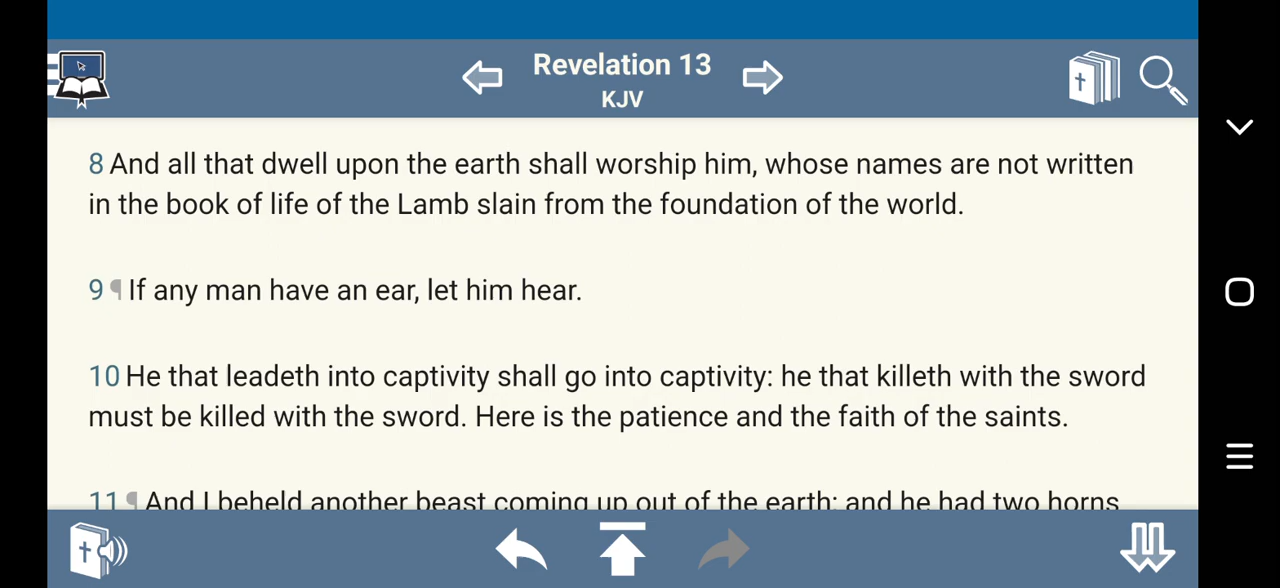 Revelation 13
KJV
8 And all that dwell upon the earth shall worship him, whose names are not written
in the book of life of the Lamb slain from the foundation of the world.
9 ¶ If any man have an ear, let him hear.
10 He that leadeth into captivity shall go into captivity: he that killeth with the sword
must be killed with the sword. Here is the patience and the faith of the saints.
11 ¶ And I beheld another beast coming up out of the earth; and he had two horns